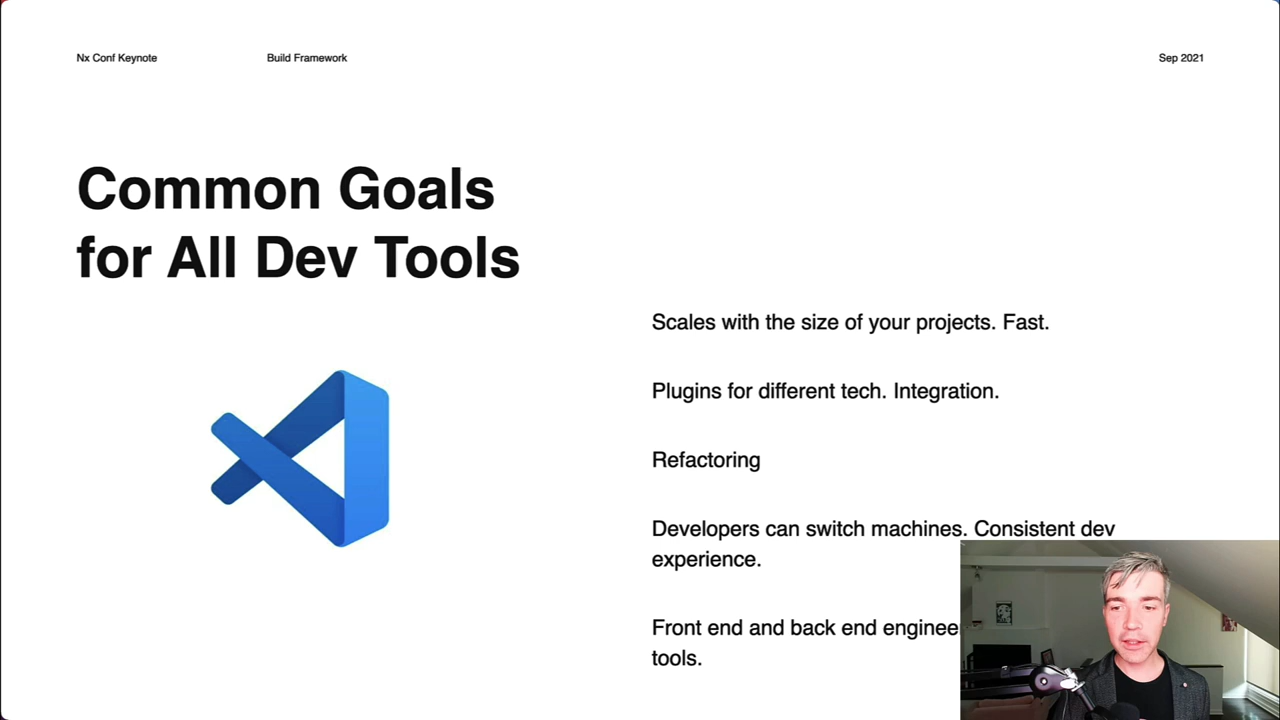 Nx Conf Keynote
Build Framework
Sep 2021
Common Goals
for All Dev Tools
Scales with the size of your projects. Fast.
Plugins for different tech. Integration.
Refactoring
Developers can switch machines. Consistent dev
experience.
Front end and back end
tools.